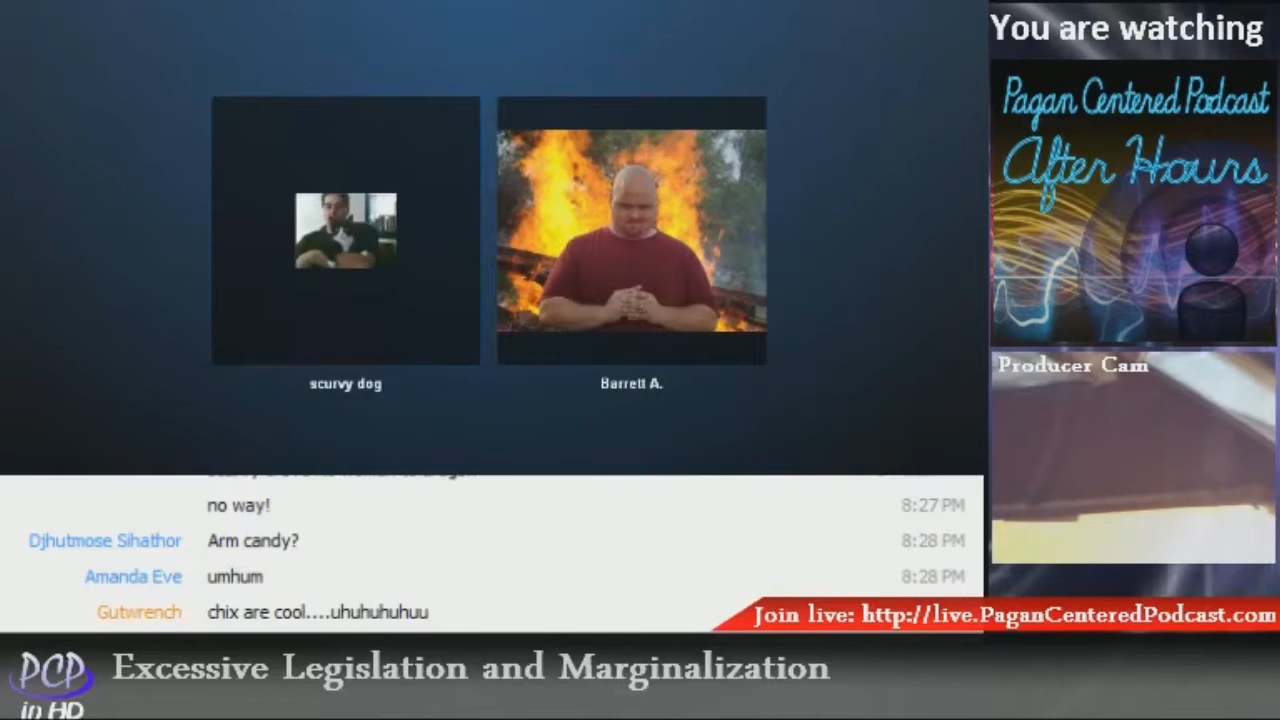 You are watching
Pagan Centered Podcast
After Hours
Producer Cam
scurvy dog
Barrett A.
no way! 8:27 PM
Djhutmose Sihathor Arm candy? 8:28 PM
Amanda Eve umhum 8:28 PM
Gutwrench chix are cool....uhuhuhuhuu
Join live: http://live.PaganCenteredPodcast.com
PCP in HD
Excessive Legislation and Marginalization